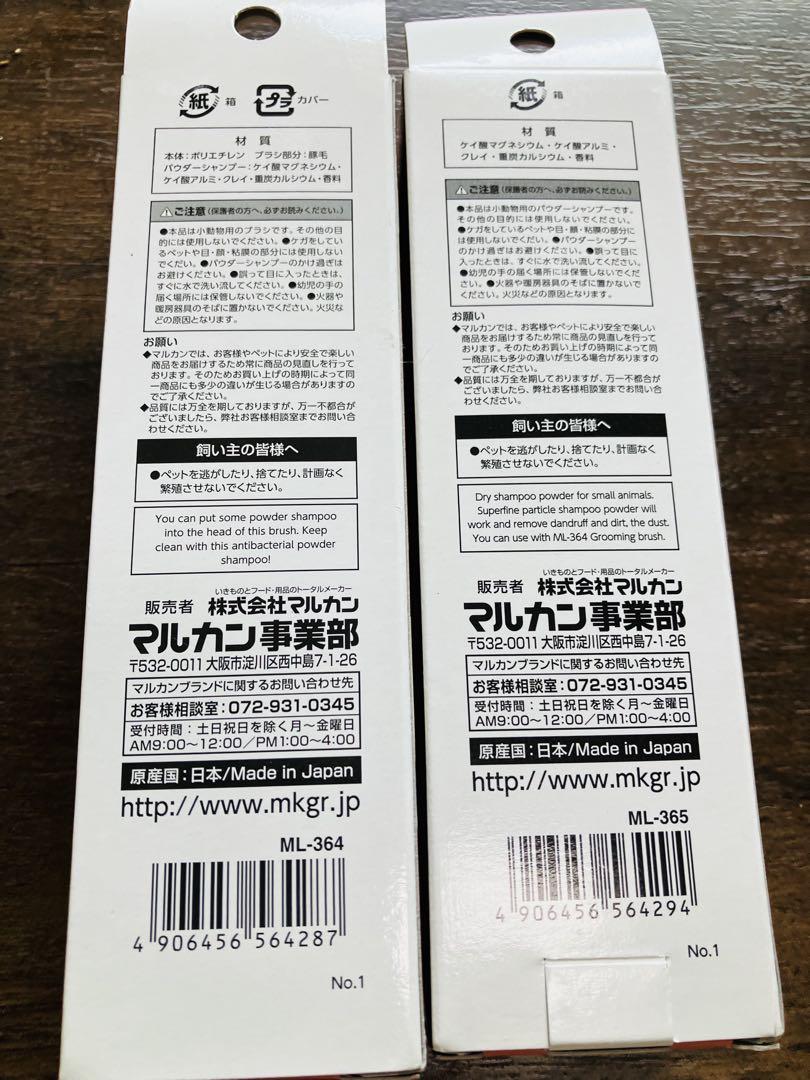 紙 箱 プラ カバー
材 質
本体：ポリエチレン ブラシ部分：豚毛
パウダーシャンプー：ケイ酸マグネシウム・
ケイ酸アルミ・クレイ・重炭カルシウム・香料
ご注意（保護者の方へ、必ずお読みください。）
●本品は小動物用のブラシです。その他の目
的には使用しないでください。●ケガをしてい
るペットや目・顔・粘膜の部分には使用しない
でください。●パウダーシャンプーのかけ過ぎは
お避けください。●誤って目に入ったときは、
すぐに水で洗い流してください。●幼児の手の
届く場所には保管しないでください。●火器や
暖房器具のそばに置かないでください。火災な
どの原因となります。
お願い
◆マルカンでは、お客様やペットにより安全で楽しい
商品をお届けするため常に商品の見直しを行って
おります。そのためお買い上げの時期によって同
一商品にも多少の違いが生じる場合がありますの
でご了承ください。
◆品質には万全を期しておりますが、万一不都合が
ございましたら、弊社お客様相談室までお問い合
わせください。
飼い主の皆様へ
●ペットを逃がしたり、捨てたり、計画なく
繁殖させないでください。
You can put some powder shampoo
into the head of this brush. Keep
clean with this antibacterial powder
shampoo!
いきものとフード・用品のトータルメーカー
販売者 株式会社マルカン
マルカン事業部
〒532-0011 大阪市淀川区西中島7-1-26
マルカンブランドに関するお問い合わせ先
お客様相談室：072-931-0345
受付時間：土日祝日を除く月〜金曜日
AM9:00〜12:00／PM1:00〜4:00
原産国：日本/Made in Japan
http://www.mkgr.jp
ML-364
4 906456 564287
No.1
紙 箱
材 質
ケイ酸マグネシウム・ケイ酸アルミ・
クレイ・重炭カルシウム・香料
ご注意（保護者の方へ、必ずお読みください。）
●本品は小動物用のパウダーシャンプーです。
その他の目的には使用しないでください。
●ケガをしているペットや目・顔・粘膜の部分に
は使用しないでください。●パウダーシャンプー
のかけ過ぎはお避けください。●誤って目に
入ったときは、すぐに水で洗い流してください。
●幼児の手の届く場所には保管しないでくださ
い。●火器や暖房器具のそばに置かないでくだ
さい。火災などの原因となります。
お願い
◆マルカンでは、お客様やペットにより安全で楽しい
商品をお届けするため常に商品の見直しを行って
おります。そのためお買い上げの時期によって同
一商品にも多少の違いが生じる場合がありますの
でご了承ください。
◆品質には万全を期しておりますが、万一不都合が
ございましたら、弊社お客様相談室までお問い合
わせください。
飼い主の皆様へ
●ペットを逃がしたり、捨てたり、計画なく
繁殖させないでください。
Dry shampoo powder for small animals.
Superfine particle shampoo powder will
work and remove dandruff and dirt, the dust.
You can use with ML-364 Grooming brush.
いきものとフード・用品のトータルメーカー
販売者 株式会社マルカン
マルカン事業部
〒532-0011 大阪市淀川区西中島7-1-26
マルカンブランドに関するお問い合わせ先
お客様相談室：072-931-0345
受付時間：土日祝日を除く月〜金曜日
AM9:00〜12:00／PM1:00〜4:00
原産国：日本/Made in Japan
http://www.mkgr.jp
ML-365
4 906456 564294
No.1